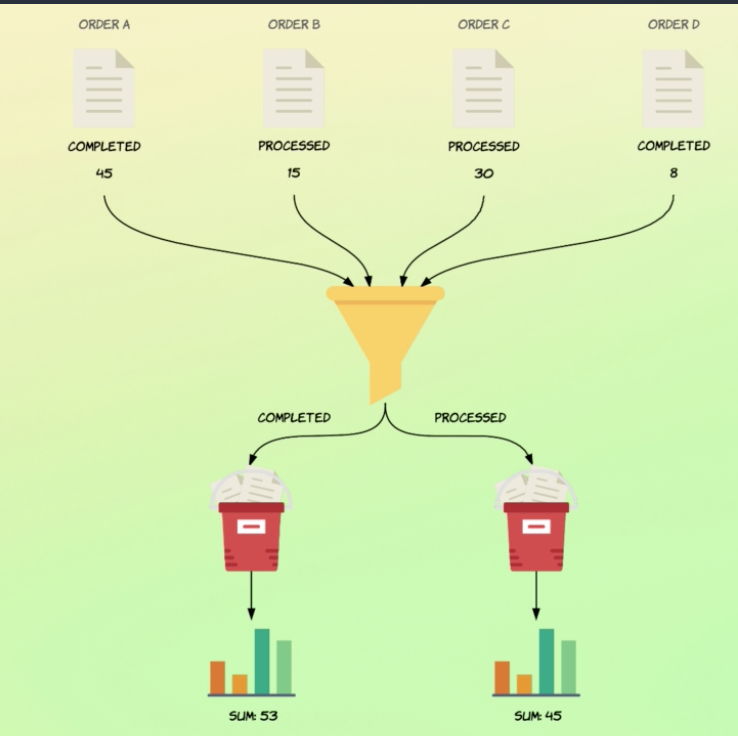 ORDER A
ORDER B
ORDER C
ORDER D
COMPLETED
PROCESSED
PROCESSED
COMPLETED
45
15
30
8
COMPLETED
PROCESSED
SUM: 53
SUM: 45